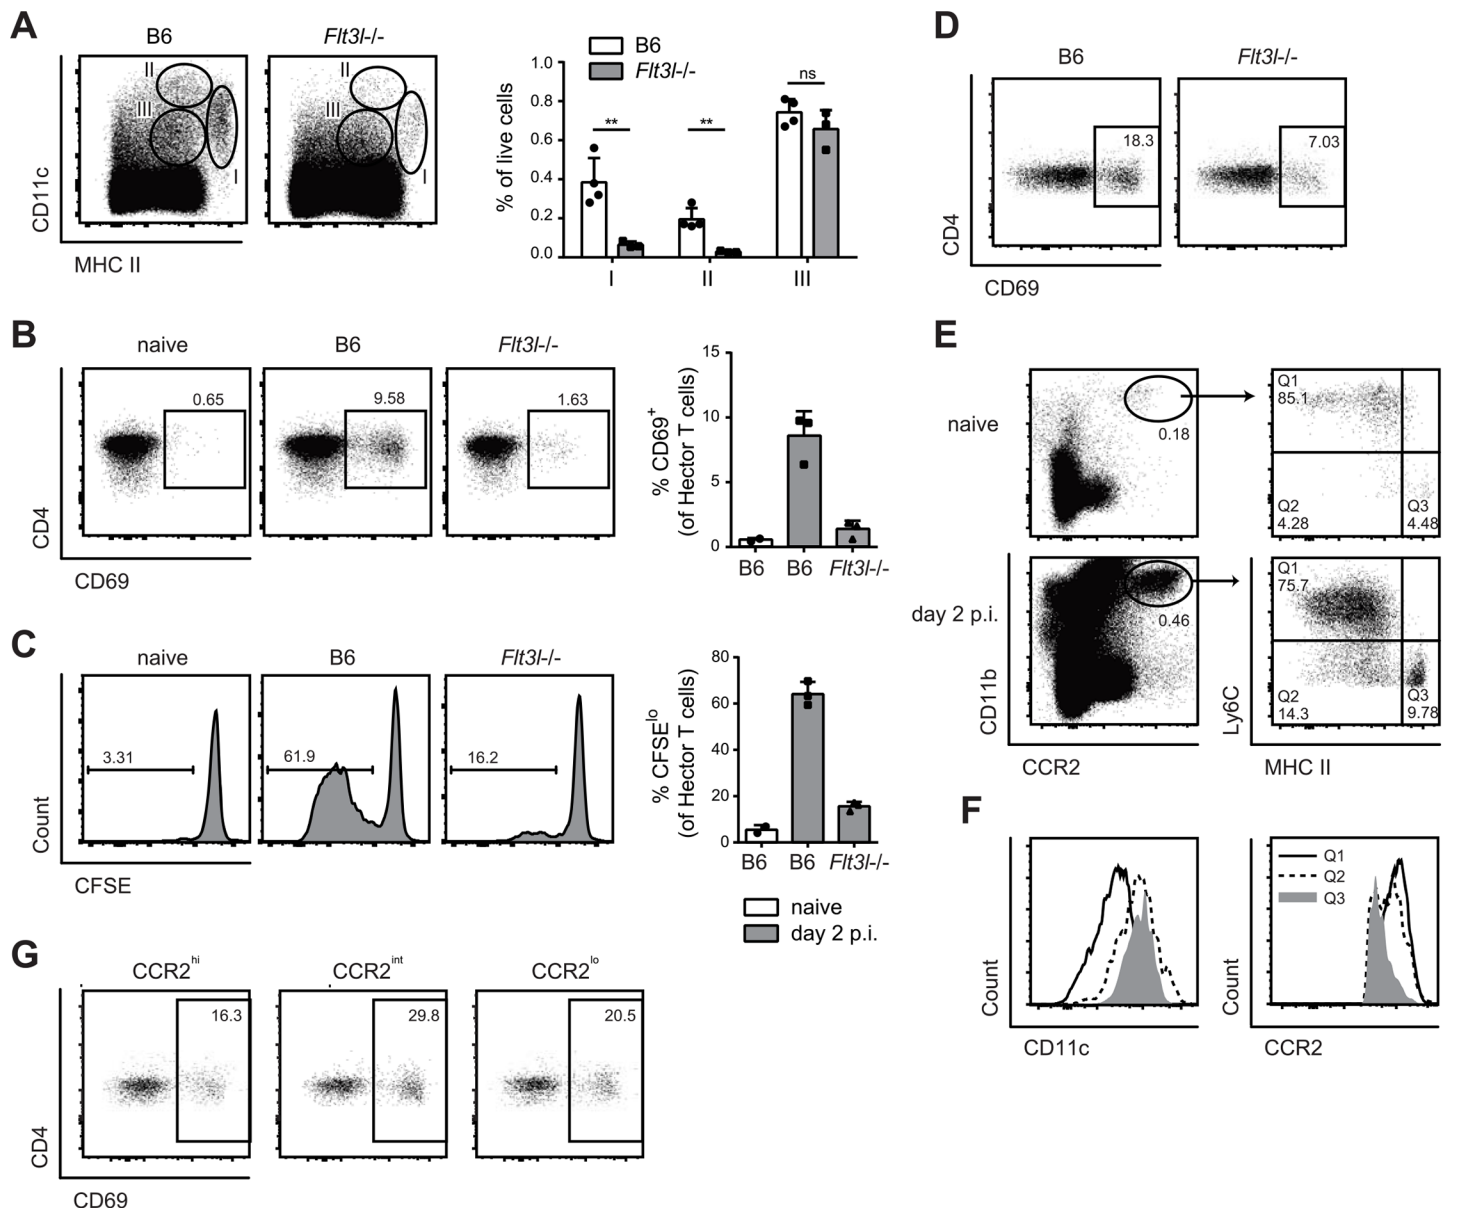 A
B6
Flt3l-/-
II
III
I
II
III
I
CD11c
MHC II
B6
Flt3l-/-
% of live cells
1.0
0.8
0.6
0.4
0.2
0.0
**
**
ns
I
II
III
D
B6
Flt3l-/-
18.3
7.03
CD4
CD69
B
naive
B6
Flt3l-/-
0.65
9.58
1.63
CD4
CD69
% CD69+
(of Hector T cells)
15
10
5
0
B6
B6
Flt3l-/-
E
naive
0.18
Q1
85.1
Q2
4.28
Q3
4.48
day 2 p.i.
0.46
Q1
75.7
Q2
14.3
Q3
9.78
CD11b
CCR2
Ly6C
MHC II
C
naive
B6
Flt3l-/-
3.31
61.9
16.2
Count
CFSE
% CFSElo
(of Hector T cells)
80
60
40
20
0
B6
B6
Flt3l-/-
naive
day 2 p.i.
F
Count
CD11c
Q1
Q2
Q3
Count
CCR2
G
CCR2hi
CCR2int
CCR2lo
16.3
29.8
20.5
CD4
CD69